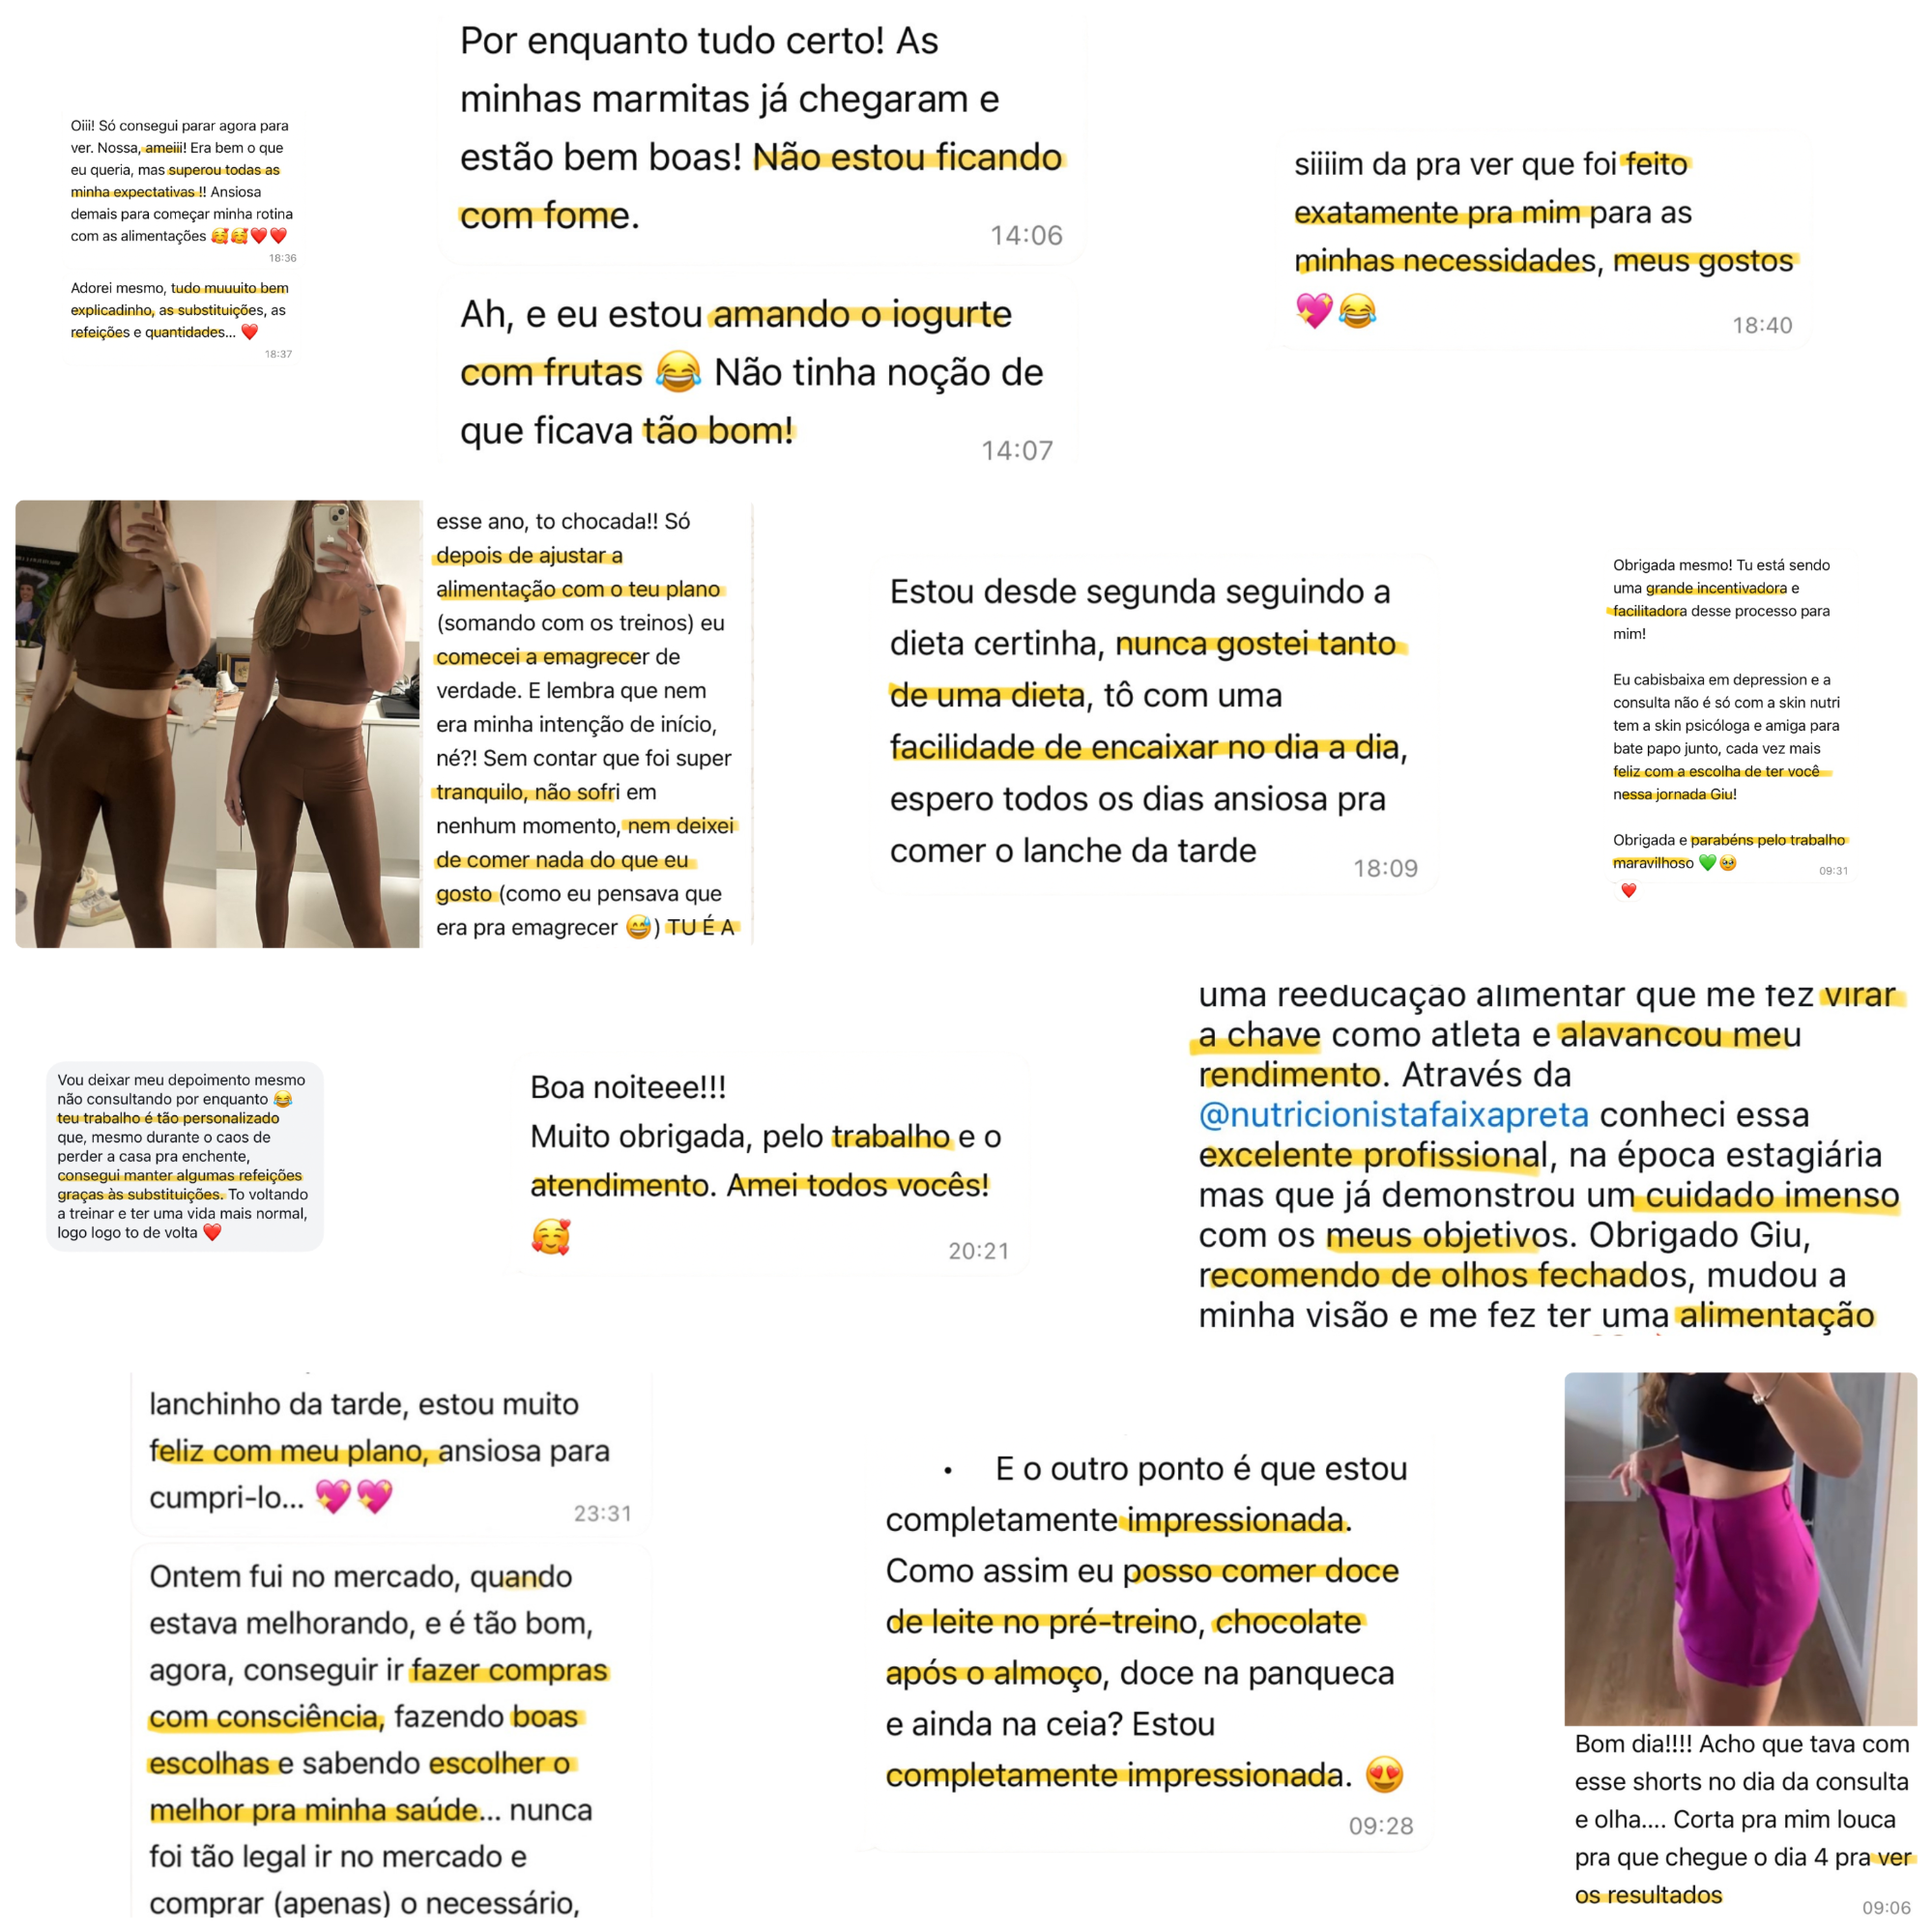 Oiii! Só consegui parar agora para
ver. Nossa, ameiii! Era bem o que
eu queria, mas superou todas as
minha expectativas !! Ansiosa
demais para começar minha rotina
com as alimentações 🥰🥰❤️❤️
18:36
Adorei mesmo, tudo muuuito bem
explicadinho, as substituições, as
refeições e quantidades... ❤️
18:37
Por enquanto tudo certo! As
minhas marmitas já chegaram e
estão bem boas! Não estou ficando
com fome.
14:06
Ah, e eu estou amando o iogurte
com frutas 😂 Não tinha noção de
que ficava tão bom!
14:07
siiiim da pra ver que foi feito
exatamente pra mim para as
minhas necessidades, meus gostos
💖😂
18:40
esse ano, to chocada!! Só
depois de ajustar a
alimentação com o teu plano
(somando com os treinos) eu
comecei a emagrecer de
verdade. E lembra que nem
era minha intenção de início,
né?! Sem contar que foi super
tranquilo, não sofri em
nenhum momento, nem deixei
de comer nada do que eu
gosto (como eu pensava que
era pra emagrecer 😅) TU É A
Estou desde segunda seguindo a
dieta certinha, nunca gostei tanto
de uma dieta, tô com uma
facilidade de encaixar no dia a dia,
espero todos os dias ansiosa pra
comer o lanche da tarde
18:09
Obrigada mesmo! Tu está sendo
uma grande incentivadora e
facilitadora desse processo para
mim!
Eu cabisbaixa em depression e a
consulta não é só com a skin nutri
tem a skin psicóloga e amiga para
bate papo junto, cada vez mais
feliz com a escolha de ter você
nessa jornada Giu!
Obrigada e parabéns pelo trabalho
maravilhoso 💚🥹
09:31
❤️
Vou deixar meu depoimento mesmo
não consultando por enquanto 😂
teu trabalho é tão personalizado
que, mesmo durante o caos de
perder a casa pra enchente,
consegui manter algumas refeições
graças às substituições. To voltando
a treinar e ter uma vida mais normal,
logo logo to de volta ❤️
Boa noiteee!!!
Muito obrigada, pelo trabalho e o
atendimento. Amei todos vocês!
🥰
20:21
uma reeducação alimentar que me fez virar
a chave como atleta e alavancou meu
rendimento. Através da
@nutricionistafaixapreta conheci essa
excelente profissional, na época estagiária
mas que já demonstrou um cuidado imenso
com os meus objetivos. Obrigado Giu,
recomendo de olhos fechados, mudou a
minha visão e me fez ter uma alimentação
lanchinho da tarde, estou muito
feliz com meu plano, ansiosa para
cumpri-lo... 💖💖
23:31
Ontem fui no mercado, quando
estava melhorando, e é tão bom,
agora, conseguir ir fazer compras
com consciência, fazendo boas
escolhas e sabendo escolher o
melhor pra minha saúde... nunca
foi tão legal ir no mercado e
comprar (apenas) o necessário,
• E o outro ponto é que estou
completamente impressionada.
Como assim eu posso comer doce
de leite no pré-treino, chocolate
após o almoço, doce na panqueca
e ainda na ceia? Estou
completamente impressionada. 😍
09:28
Bom dia!!!! Acho que tava com
esse shorts no dia da consulta
e olha.... Corta pra mim louca
pra que chegue o dia 4 pra ver
os resultados
09:06